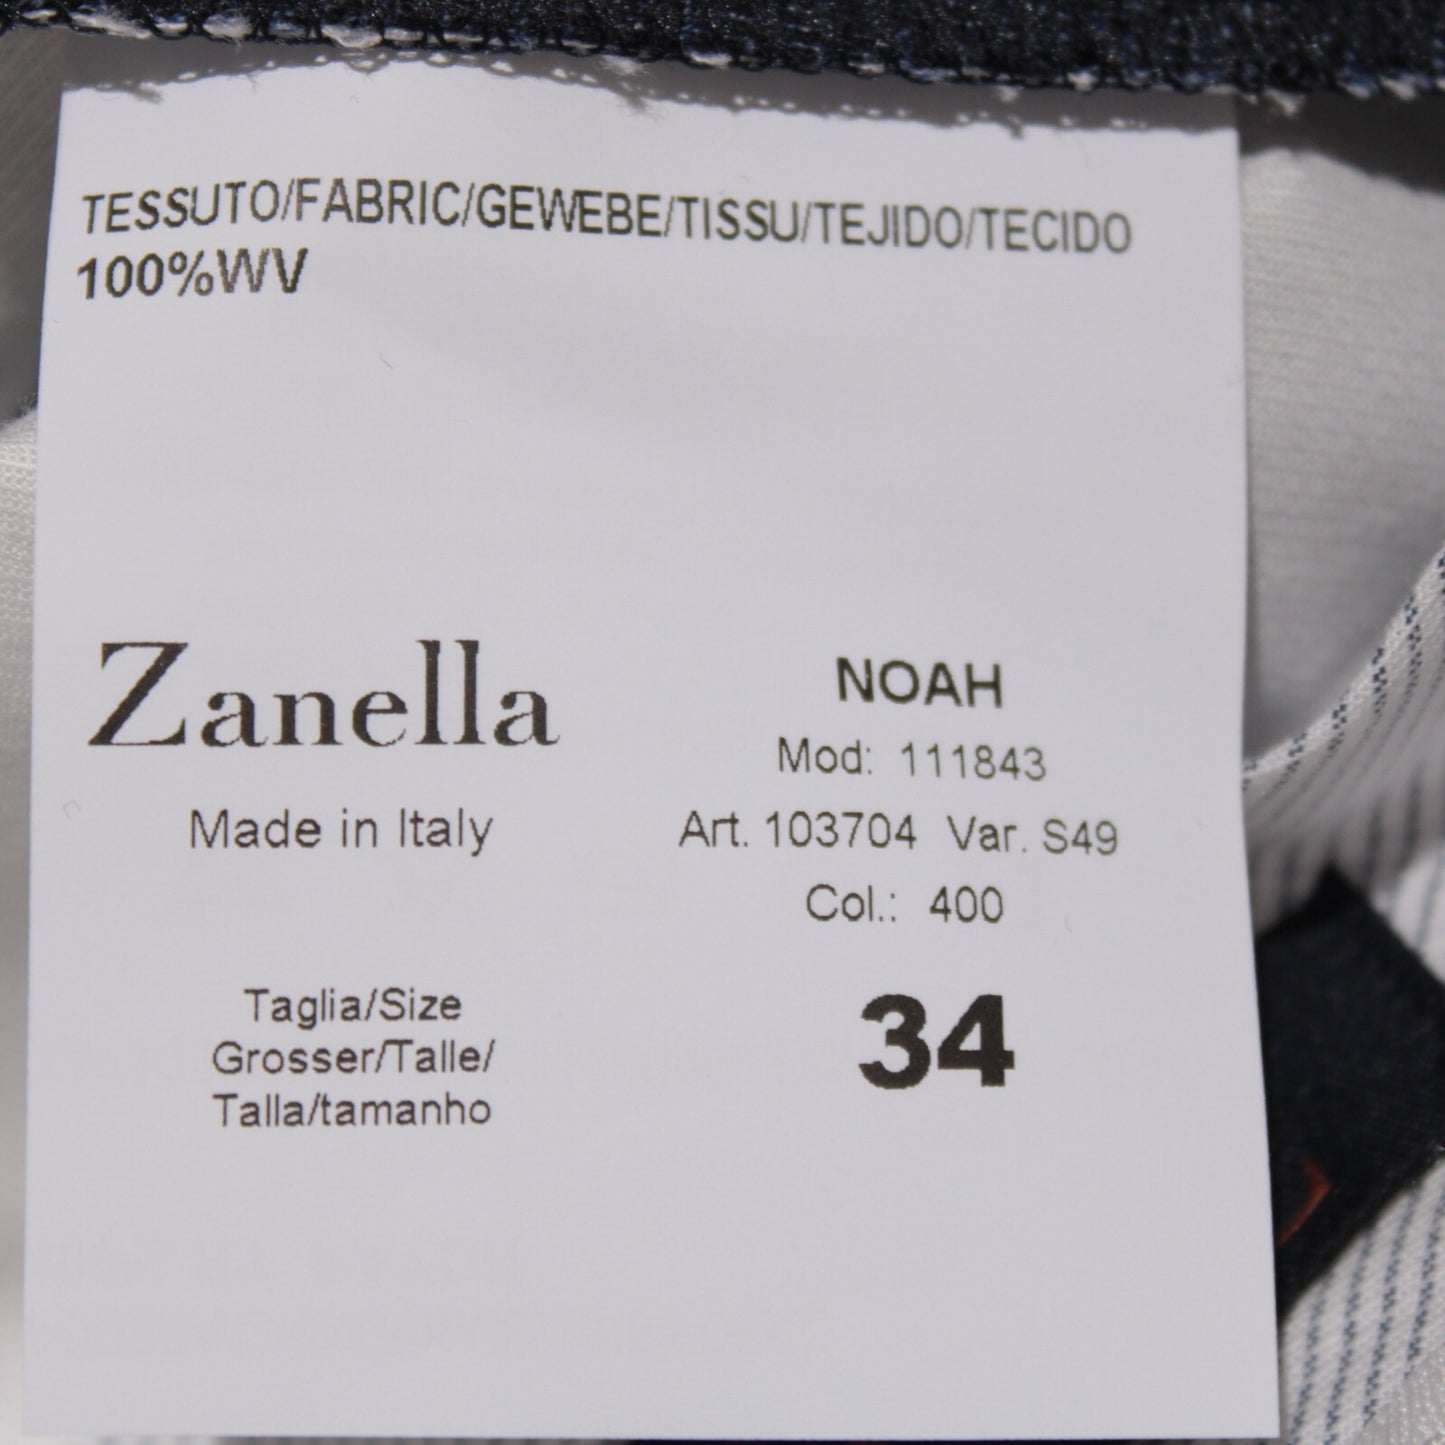 TESSUTO/FABRIC/GEWEBE/TISSU/TEJIDO/TECIDO
100%WV
Zanella
Made in Italy
NOAH
Mod: 111843
Art. 103704 Var. S49
Col.: 400
Taglia/Size
Grosser/Talle/
Talla/tamanho
34